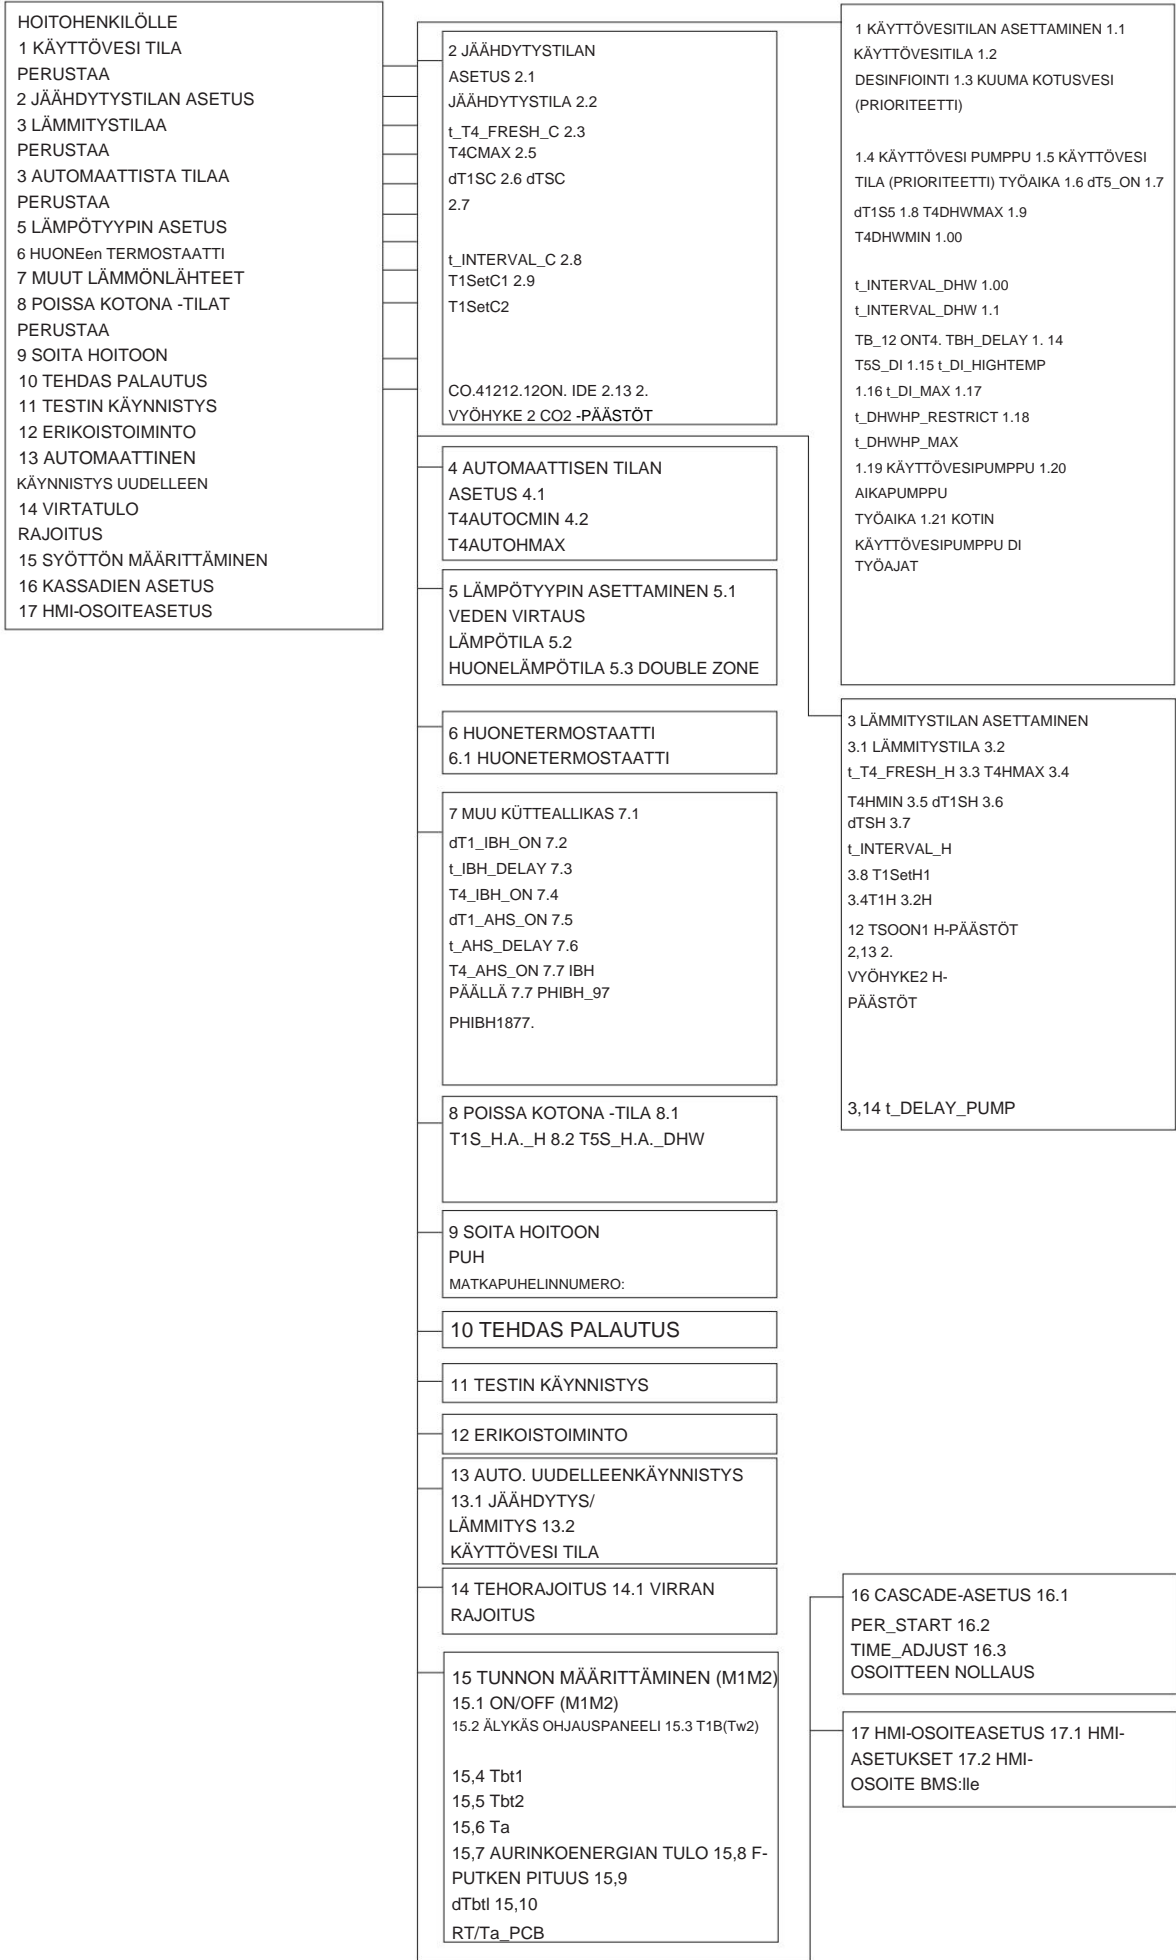 HOITOHENKILÖLLE
1 KÄYTTÖVESI TILA
PERUSTAA
2 JÄÄHDYTYSTILAN ASETUS
3 LÄMMITYSTILAA
PERUSTAA
3 AUTOMAATTISTA TILAA
PERUSTAA
5 LÄMPÖTYYPIN ASETUS
6 HUONEen TERMOSTAATTI
7 MUUT LÄMMÖNLÄHTEET
8 POISSA KOTONA -TILAT
PERUSTAA
9 SOITA HOITOON
10 TEHDAS PALAUTUS
11 TESTIN KÄYNNISTYS
12 ERIKOISTOIMINTO
13 AUTOMAATTINEN
KÄYNNISTYS UUDELLEEN
14 VIRTATULO
RAJOITUS
15 SYÖTTÖN MÄÄRITTÄMINEN
16 KASSADIEN ASETUS
17 HMI-OSOITEASETUS
2 JÄÄHDYTYSTILAN
ASETUS 2.1
JÄÄHDYTYSTILA 2.2
t_T4_FRESH_C 2.3
T4CMAX 2.5
dT1SC 2.6 dTSC
2.7
t_INTERVAL_C 2.8
T1SetC1 2.9
T1SetC2
CO.41212.12ON. IDE 2.13 2.
VYÖHYKE 2 CO2 -PÄÄSTÖT
1 KÄYTTÖVESITILAN ASETTAMINEN 1.1
KÄYTTÖVESITILA 1.2
DESINFIOINTI 1.3 KUUMA KOTUSVESI
(PRIORITEETTI)
1.4 KÄYTTÖVESI PUMPPU 1.5 KÄYTTÖVESI
TILA (PRIORITEETTI) TYÖAIKA 1.6 dT5_ON 1.7
dT1S5 1.8 T4DHWMAX 1.9
T4DHWMIN 1.00
t_INTERVAL_DHW 1.00
t_INTERVAL_DHW 1.1
TB_12 ONT4. TBH_DELAY 1. 14
T5S_DI 1.15 t_DI_HIGHTEMP
1.16 t_DI_MAX 1.17
t_DHWHP_RESTRICT 1.18
t_DHWHP_MAX
1.19 KÄYTTÖVESIPUMPPU 1.20
AIKAPUMPPU
TYÖAIKA 1.21 KOTIN
KÄYTTÖVESIPUMPPU DI
TYÖAJAT
4 AUTOMAATTISEN TILAN
ASETUS 4.1
T4AUTOCMIN 4.2
T4AUTOHMAX
5 LÄMPÖTYYPIN ASETTAMINEN 5.1
VEDEN VIRTAUS
LÄMPÖTILA 5.2
HUONELÄMPÖTILA 5.3 DOUBLE ZONE
6 HUONETERMOSTAATTI
6.1 HUONETERMOSTAATTI
7 MUU KÜTTEALLIKAS 7.1
dT1_IBH_ON 7.2
t_IBH_DELAY 7.3
T4_IBH_ON 7.4
dT1_AHS_ON 7.5
t_AHS_DELAY 7.6
T4_AHS_ON 7.7 IBH
PÄÄLLÄ 7.7 PHIBH_97
PHIBH1877.
3 LÄMMITYSTILAN ASETTAMINEN
3.1 LÄMMITYSTILA 3.2
t_T4_FRESH_H 3.3 T4HMAX 3.4
T4HMIN 3.5 dT1SH 3.6
dTSH 3.7
t_INTERVAL_H
3.8 T1SetH1
3.4T1H 3.2H
12 TSOON1 H-PÄÄSTÖT
2,13 2.
VYÖHYKE2 H-
PÄÄSTÖT
3,14 t_DELAY_PUMP
8 POISSA KOTONA -TILA 8.1
T1S_H.A._H 8.2 T5S_H.A._DHW
9 SOITA HOITOON
PUH
MATKAPUHELINNUMERO:
10 TEHDAS PALAUTUS
11 TESTIN KÄYNNISTYS
12 ERIKOISTOIMINTO
13 AUTO. UUDELLEENKÄYNNISTYS
13.1 JÄÄHDYTYS/
LÄMMITYS 13.2
KÄYTTÖVESI TILA
14 TEHORAJOITUS 14.1 VIRRAN
RAJOITUS
15 TUNNON MÄÄRITTÄMINEN (M1M2)
15.1 ON/OFF (M1M2)
15.2 ÄLYKÄS OHJAUSPANEELI 15.3 T1B(Tw2)
15,4 Tbt1
15,5 Tbt2
15,6 Ta
15,7 AURINKOENERGIAN TULO 15,8 F-
PUTKEN PITUUS 15,9
dTbtl 15,10
RT/Ta_PCB
16 CASCADE-ASETUS 16.1
PER_START 16.2
TIME_ADJUST 16.3
OSOITTEEN NOLLAUS
17 HMI-OSOITEASETUS 17.1 HMI-
ASETUKSET 17.2 HMI-
OSOITE BMS:lle